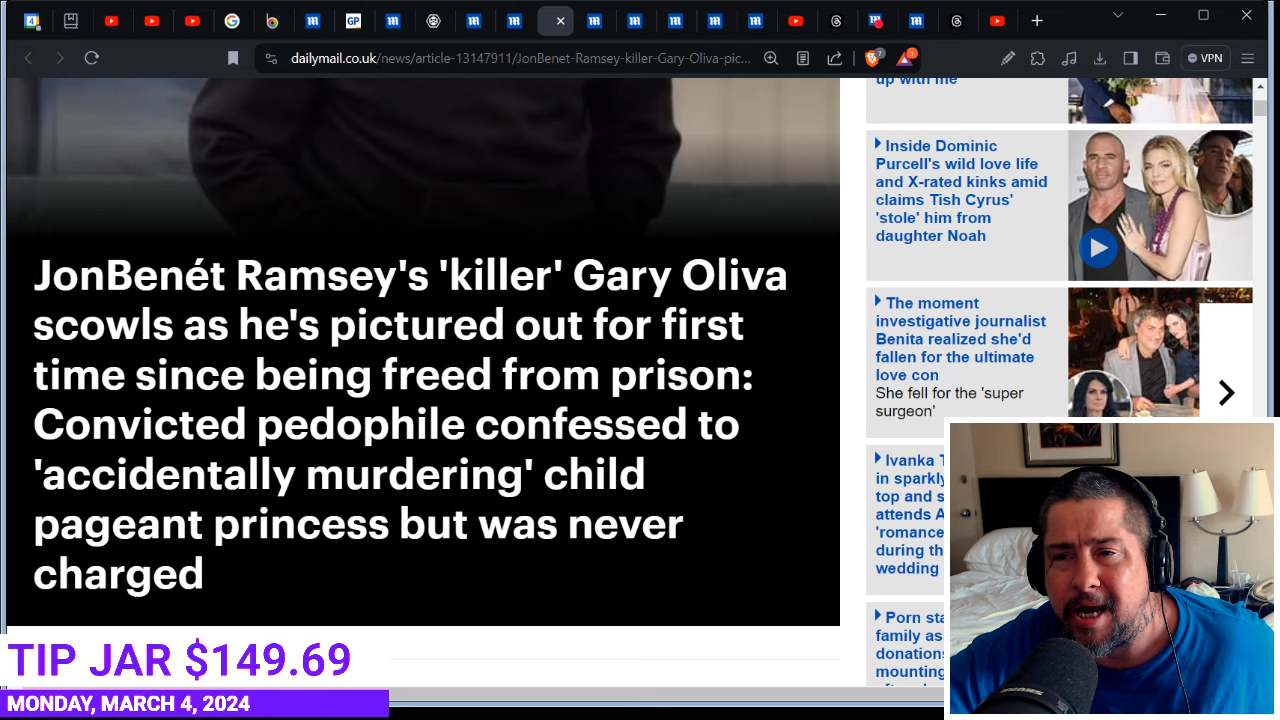 dailymail.co.uk/news/article-13147911/JonBenet-Ramsey-killer-Gary-Oliva-pic...
7
1
VPN
4
GP
JonBenét Ramsey's 'killer' Gary Oliva
scowls as he's pictured out for first
time since being freed from prison:
Convicted pedophile confessed to
'accidentally murdering' child
pageant princess but was never
charged
up with me
Inside Dominic
Purcell's wild love life
and X-rated kinks amid
claims Tish Cyrus'
'stole' him from
daughter Noah
The moment
investigative journalist
Benita realized she'd
fallen for the ultimate
love con
She fell for the 'super
surgeon'
Ivanka T
in sparkly
top and s
attends A
'romance
during th
wedding
Porn sta
family as
donations
mounting
TIP JAR $149.69
MONDAY, MARCH 4, 2024